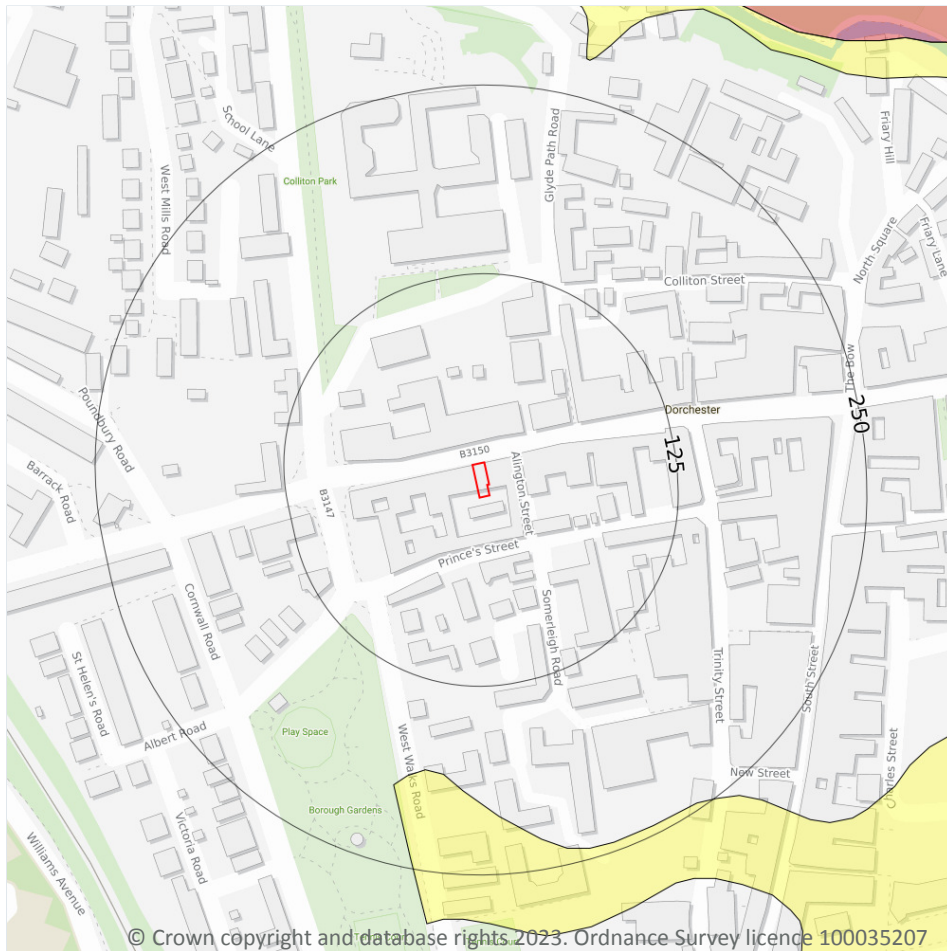 School Lane
Friary Hill
Glyde Path Road
West Mills Road
Colliton Park
North Square
Friary Lane
Colliton Street
The Bow
Poundbury Road
Dorchester
250
125
B3150
Alington Street
Barrack Road
B3147
Prince's Street
Cornwall Road
Somerleigh Road
St Helen's Road
Trinity Street
South Street
Albert Road
Play Space
West Walks Road
New Street
Charles Street
Borough Gardens
Victoria Road
Williams Avenue
© Crown copyright and database rights 2023. Ordnance Survey licence 100035207